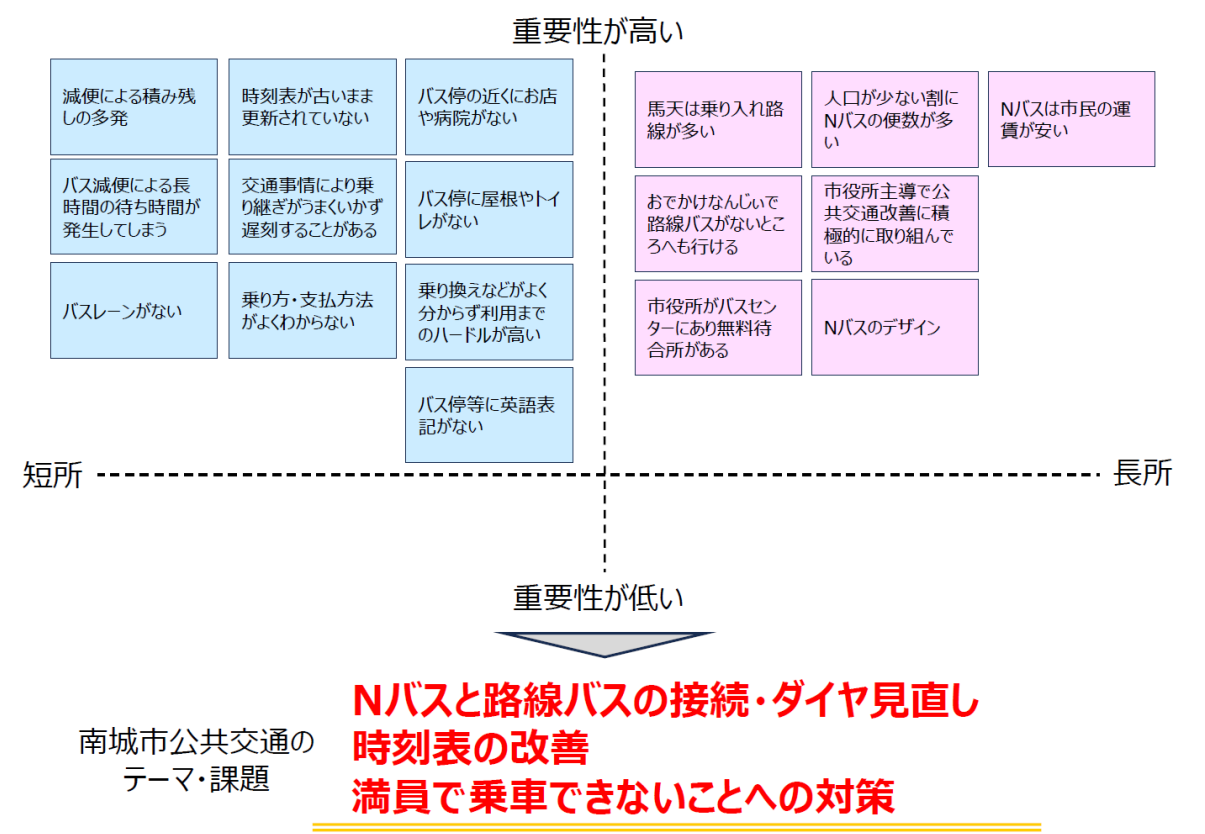 重要性が高い
減便による積み残
しの多発
時刻表が古いまま
更新されていない
バス停の近くにお店
や病院がない
バス減便による長
時間の待ち時間が
発生してしまう
交通事情により乗
り継ぎがうまくいかず
遅刻することがある
バス停に屋根やトイ
レがない
バスレーンがない
乗り方・支払方法
がよくわからない
乗り換えなどがよく
分からず利用まで
のハードルが高い
バス停等に英語表
記がない
馬天は乗り入れ路
線が多い
人口が少ない割に
Nバスの便数が多
い
Nバスは市民の運
賃が安い
おでかけなんじぃで
路線バスがないとこ
ろへも行ける
市役所主導で公
共交通改善に積
極的に取り組んで
いる
市役所がバスセン
ターにあり無料待
合所がある
Nバスのデザイン
短所
長所
重要性が低い
南城市公共交通の
テーマ・課題
Nバスと路線バスの接続・ダイヤ見直し
時刻表の改善
満員で乗車できないことへの対策